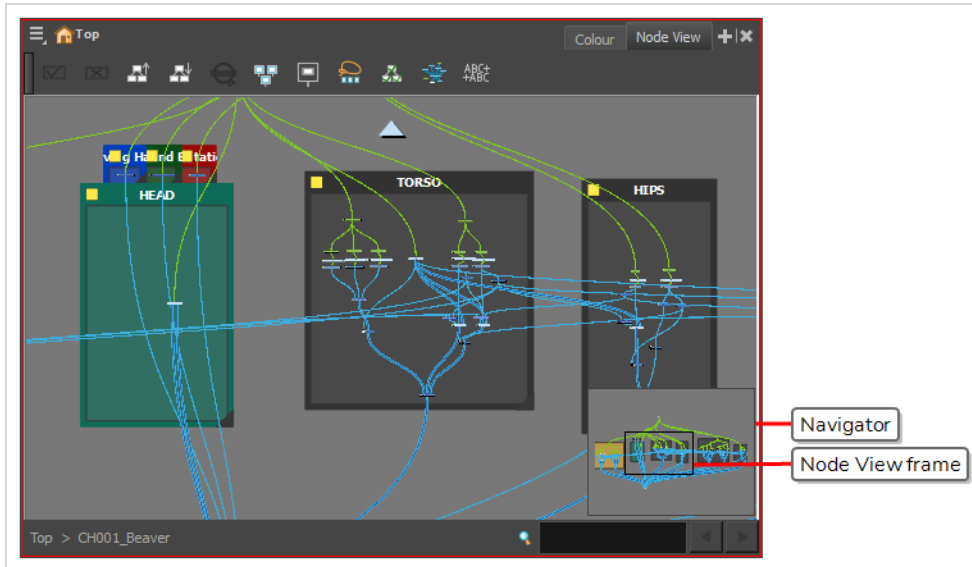 Top
Colour
Node View
ABC+
+ABC
HEAD
TORSO
HIPS
Navigator
Node View frame
Top > CH001_Beaver